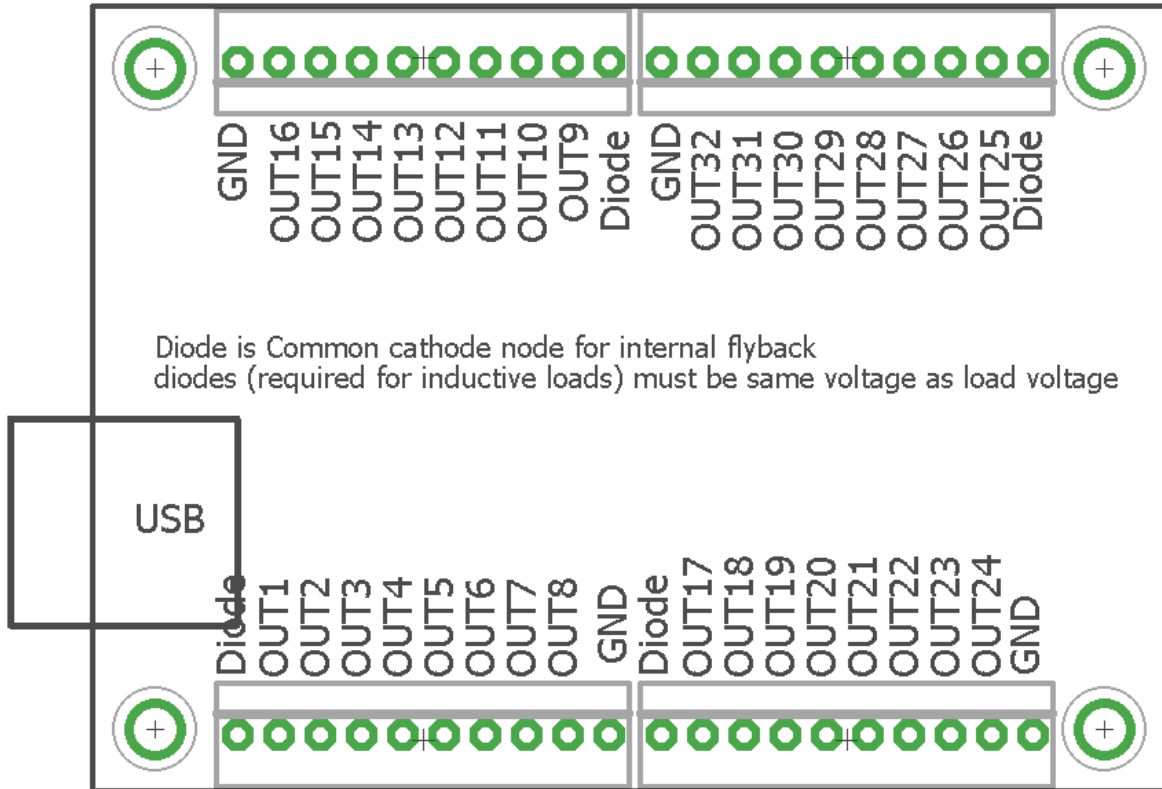 GND OUT16 OUT15 OUT14 OUT13 OUT12 OUT11 OUT10 OUT9 Diode GND OUT32 OUT31 OUT30 OUT29 OUT28 OUT27 OUT26 OUT25 Diode
Diode is Common cathode node for internal flyback
diodes (required for inductive loads) must be same voltage as load voltage
USB
Diode OUT1 OUT2 OUT3 OUT4 OUT5 OUT6 OUT7 OUT8 GND Diode OUT17 OUT18 OUT19 OUT20 OUT21 OUT22 OUT23 OUT24 GND